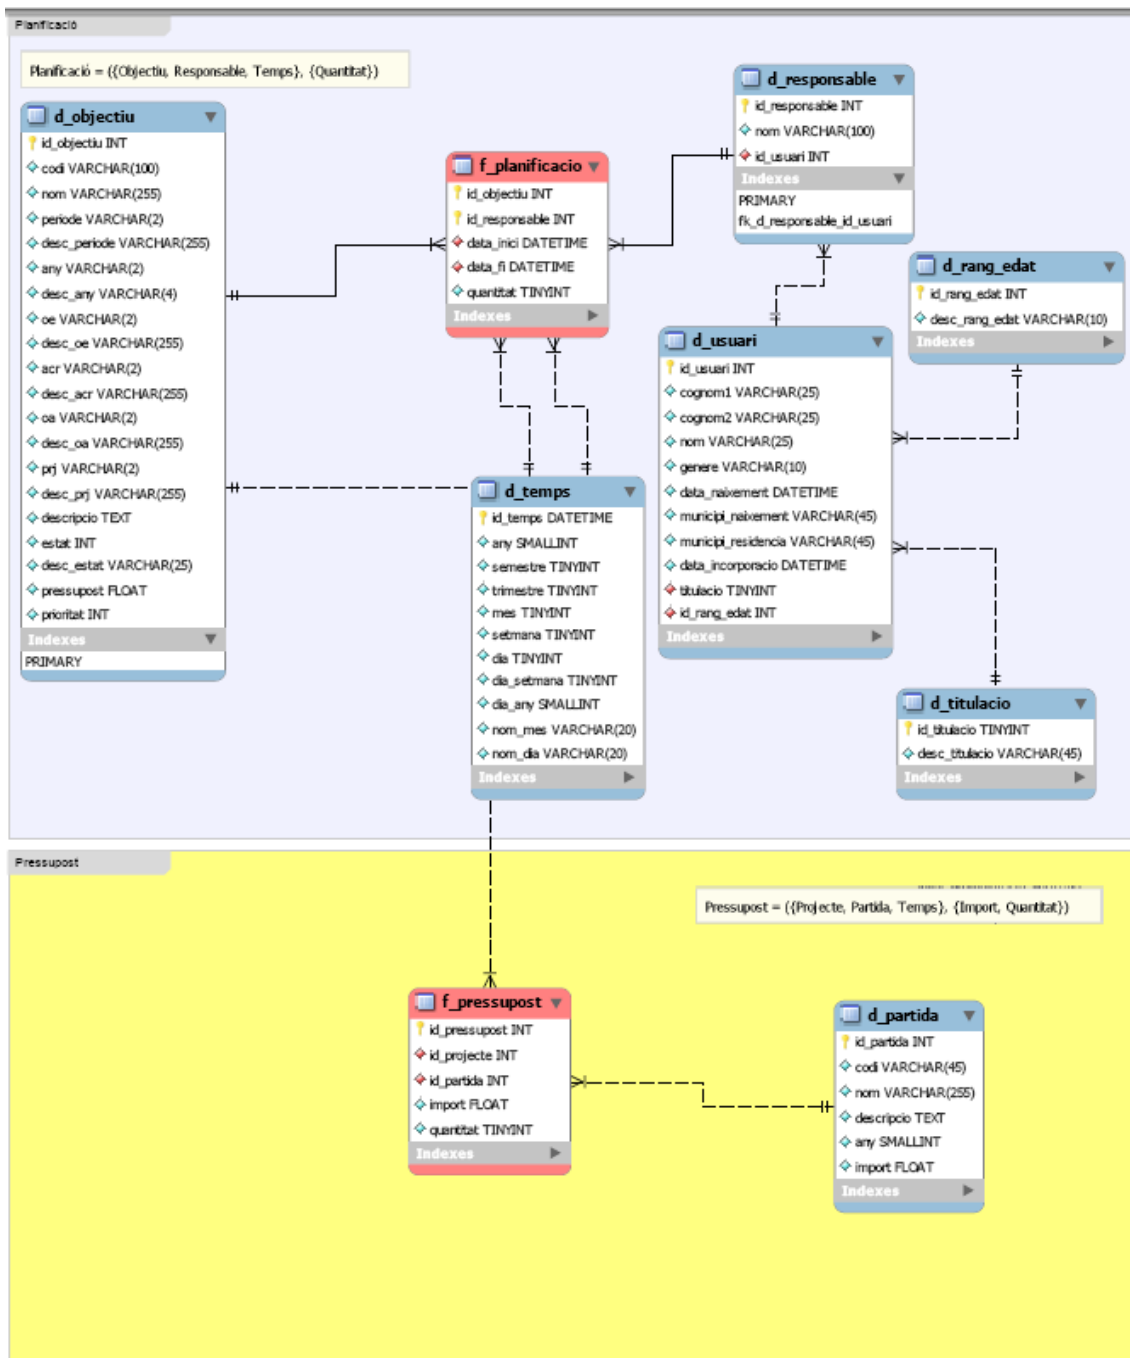 Planificació
Planificació = ({Objectiu, Responsable, Temps}, {Quantitat})
d_objectiu
id_objectiu INT
codi VARCHAR(100)
nom VARCHAR(255)
periode VARCHAR(2)
desc_periode VARCHAR(255)
any VARCHAR(2)
desc_any VARCHAR(4)
oe VARCHAR(2)
desc_oe VARCHAR(255)
acr VARCHAR(2)
desc_acr VARCHAR(255)
oa VARCHAR(2)
desc_oa VARCHAR(255)
prj VARCHAR(2)
desc_prj VARCHAR(255)
descripcio TEXT
estat INT
desc_estat VARCHAR(25)
pressupost FLOAT
prioritat INT
Indexes
PRIMARY
f_planificacio
id_objectiu INT
id_responsable INT
data_inici DATETIME
data_fi DATETIME
quantitat TINYINT
Indexes
d_responsable
id_responsable INT
nom VARCHAR(100)
id_usuari INT
Indexes
PRIMARY
fk_d_responsable_id_usuari
d_rang_edat
id_rang_edat INT
desc_rang_edat VARCHAR(10)
Indexes
d_usuari
id_usuari INT
cognom1 VARCHAR(25)
cognom2 VARCHAR(25)
nom VARCHAR(25)
genere VARCHAR(10)
data_naixement DATETIME
municipi_naixement VARCHAR(45)
municipi_residencia VARCHAR(45)
data_incorporacio DATETIME
titulacio TINYINT
id_rang_edat INT
Indexes
d_temps
id_temps DATETIME
any SMALLINT
semestre TINYINT
trimestre TINYINT
mes TINYINT
setmana TINYINT
dia TINYINT
dia_setmana TINYINT
dia_any SMALLINT
nom_mes VARCHAR(20)
nom_dia VARCHAR(20)
Indexes
d_titulacio
id_titulacio TINYINT
desc_titulacio VARCHAR(45)
Indexes
Pressupost
Pressupost = ({Projecte, Partida, Temps}, {Import, Quantitat})
f_pressupost
id_pressupost INT
id_projecte INT
id_partida INT
import FLOAT
quantitat TINYINT
Indexes
d_partida
id_partida INT
codi VARCHAR(45)
nom VARCHAR(255)
descripcio TEXT
any SMALLINT
import FLOAT
Indexes